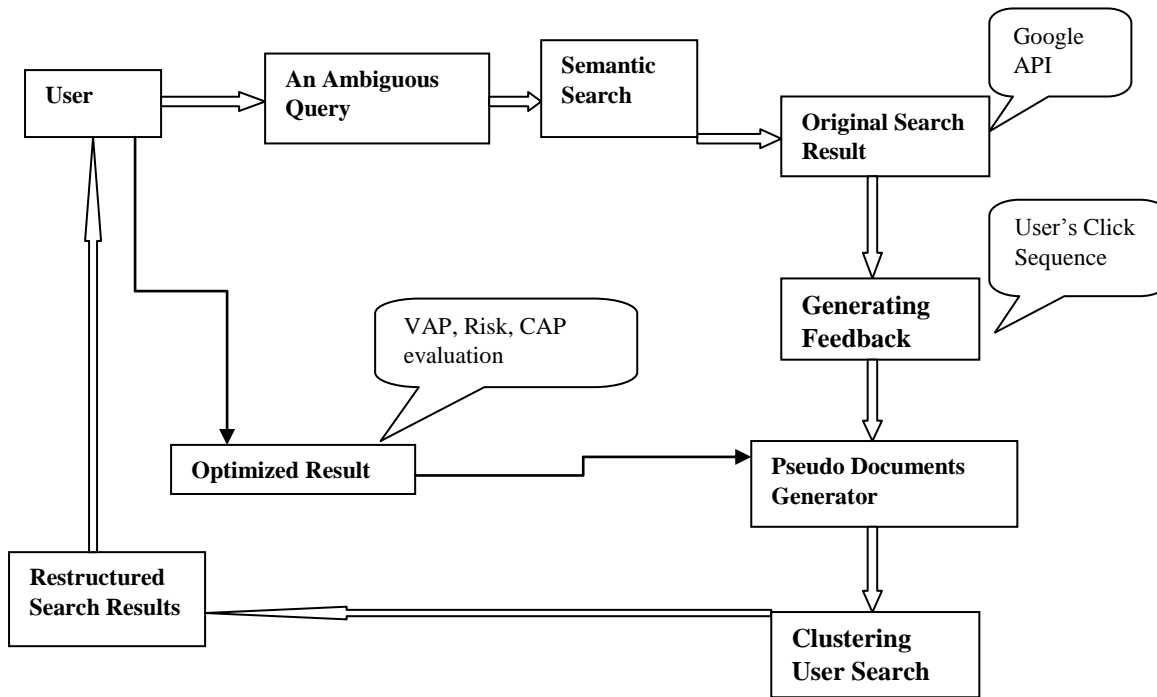 User
An Ambiguous
Query
Semantic
Search
Google
API
Original Search
Result
User's Click
Sequence
Generating
Feedback
VAP, Risk, CAP
evaluation
Optimized Result
Pseudo Documents
Generator
Restructured
Search Results
Clustering
User Search